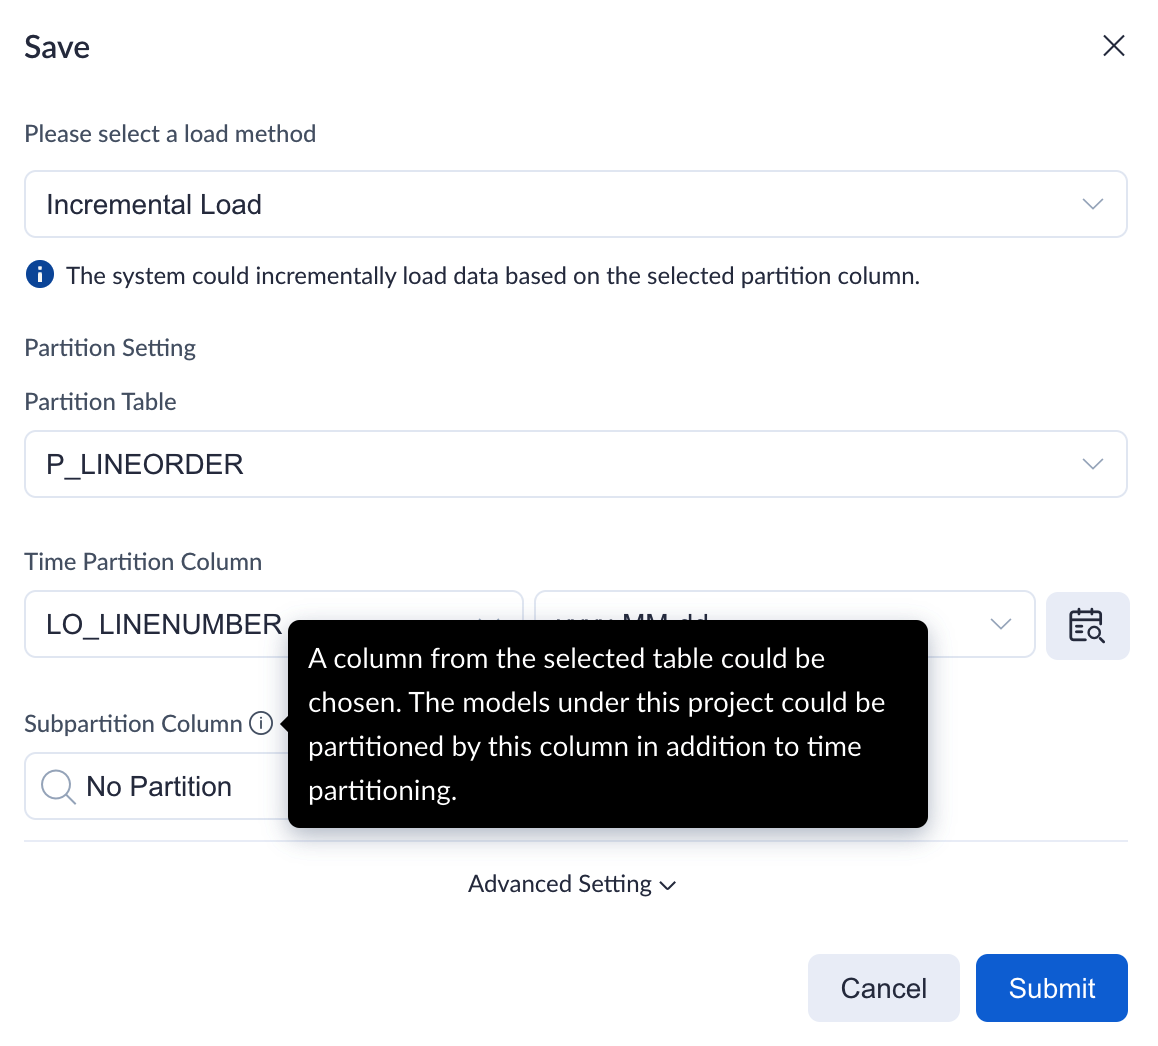 Save
Please select a load method
Incremental Load
The system could incrementally load data based on the selected partition column.
Partition Setting
Partition Table
P_LINEORDER
Time Partition Column
LO_LINENUMBER
A column from the selected table could be
chosen. The models under this project could be
partitioned by this column in addition to time
partitioning.
Subpartition Column
No Partition
Advanced Setting
Cancel
Submit